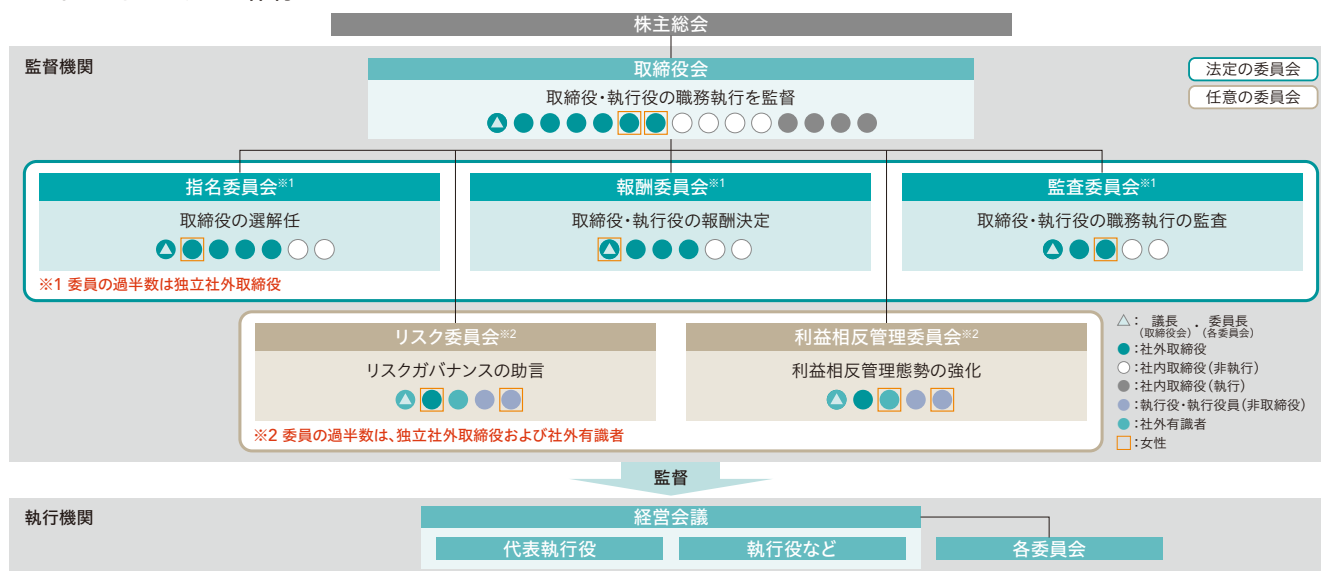 株主総会
監督機関
取締役会
取締役・執行役の職務執行を監督
法定の委員会
任意の委員会
指名委員会※1
取締役の選解任
報酬委員会※1
取締役・執行役の報酬決定
監査委員会※1
取締役・執行役の職務執行の監査
※1 委員の過半数は独立社外取締役
リスク委員会※2
リスクガバナンスの助言
利益相反管理委員会※2
利益相反管理態勢の強化
※2 委員の過半数は、独立社外取締役および社外有識者
△: 議長(取締役会)・委員長(各委員会)
●:社外取締役
○:社内取締役(非執行)
●:社内取締役(執行)
●:執行役・執行役員(非取締役)
●:社外有識者
□:女性
監督
執行機関
経営会議
代表執行役
執行役など
各委員会